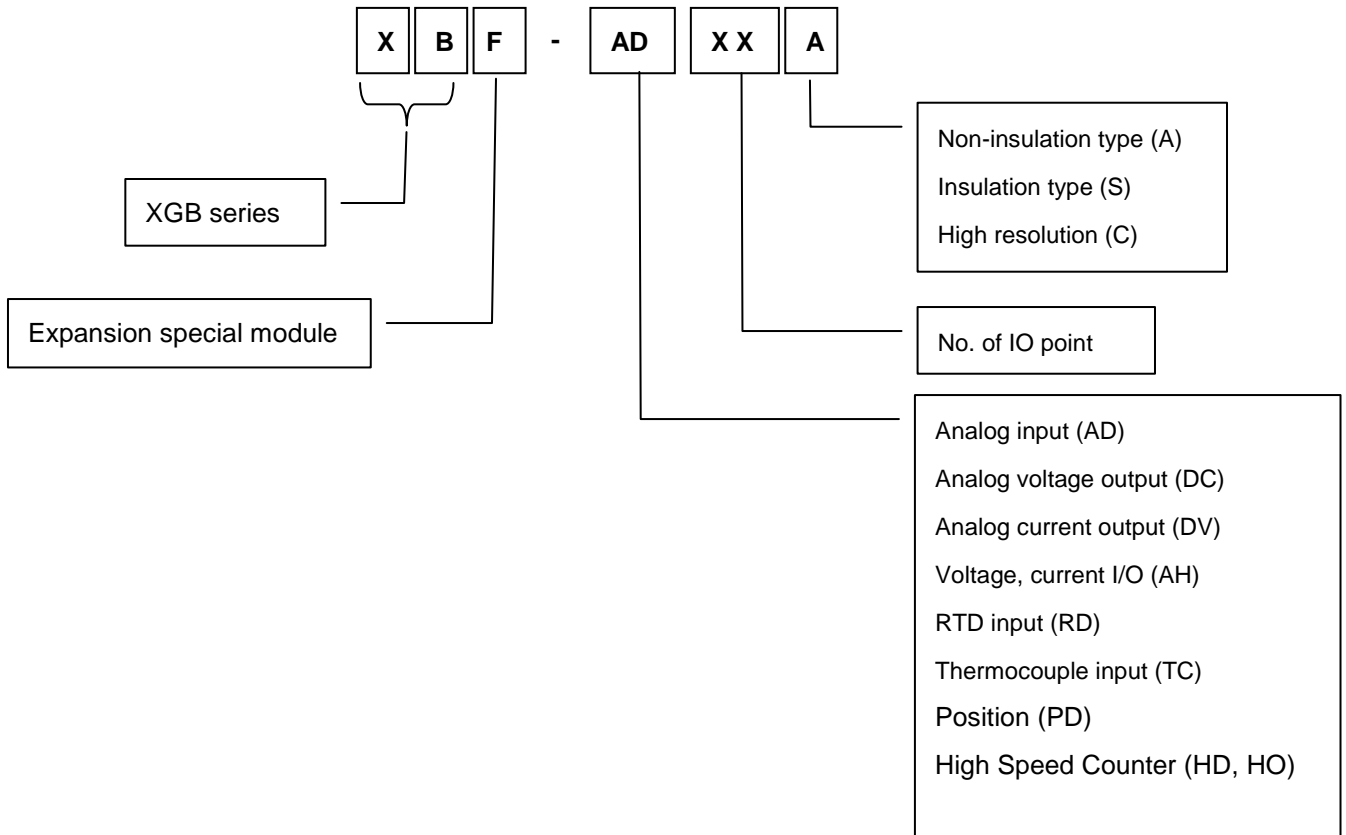 X B F - AD X X A
Non-insulation type (A)
Insulation type (S)
High resolution (C)
XGB series
Expansion special module
No. of IO point
Analog input (AD)
Analog voltage output (DC)
Analog current output (DV)
Voltage, current I/O (AH)
RTD input (RD)
Thermocouple input (TC)
Position (PD)
High Speed Counter (HD, HO)